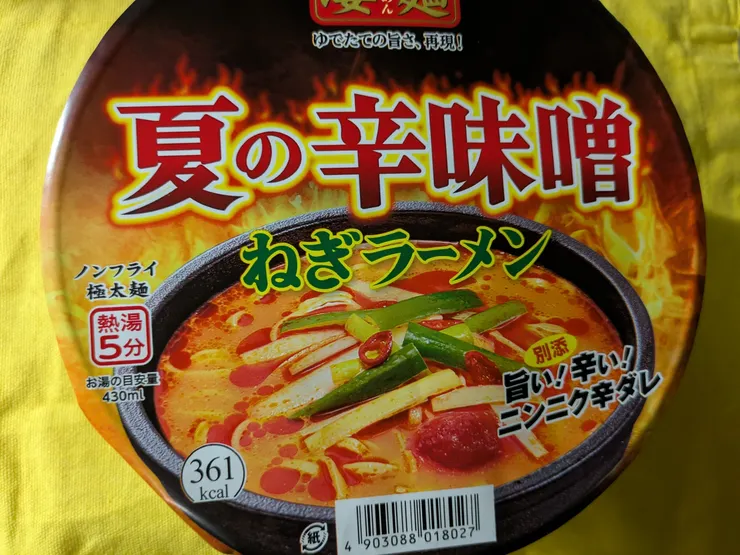 凄麺
ゆでたての旨さ、再現!
夏の辛味噌
ねぎラーメン
ノンフライ
極太麺
熱湯
5分
お湯の目安量
430ml
別添
旨い!辛い!
ニンニク辛ダレ
361
kcal
紙
4 903088 018027